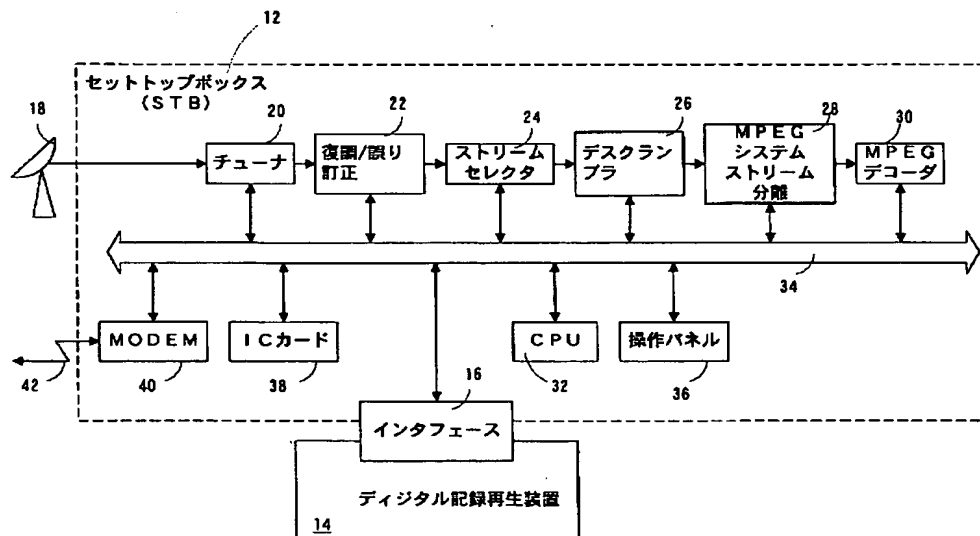 12
セットトップボックス
(STB)
18
20
22
24
26
28
30
チューナ
復調/誤り
訂正
ストリーム
セレクタ
デスクラン
ブラ
MPEG
システム
ストリーム
分離
MPEG
デコーダ
34
MODEM
ICカード
CPU
操作パネル
42
40
38
32
36
16
インタフェース
ディジタル記録再生装置
14